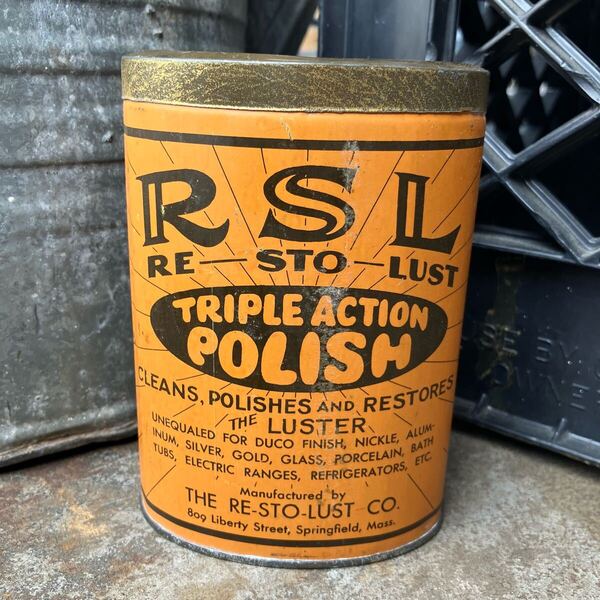 RSL
RE-STO-LUST
TRIPLE ACTION
POLISH
CLEANS, POLISHES AND RESTORES
THE LUSTER
UNEQUALED FOR DUCO FINISH, NICKLE, ALUM-
INUM, SILVER, GOLD, GLASS, PORCELAIN, BATH
TUBS, ELECTRIC RANGES, REFRIGERATORS, ETC.
Manufactured by
THE RE-STO-LUST CO.
809 Liberty Street, Springfield, Mass.